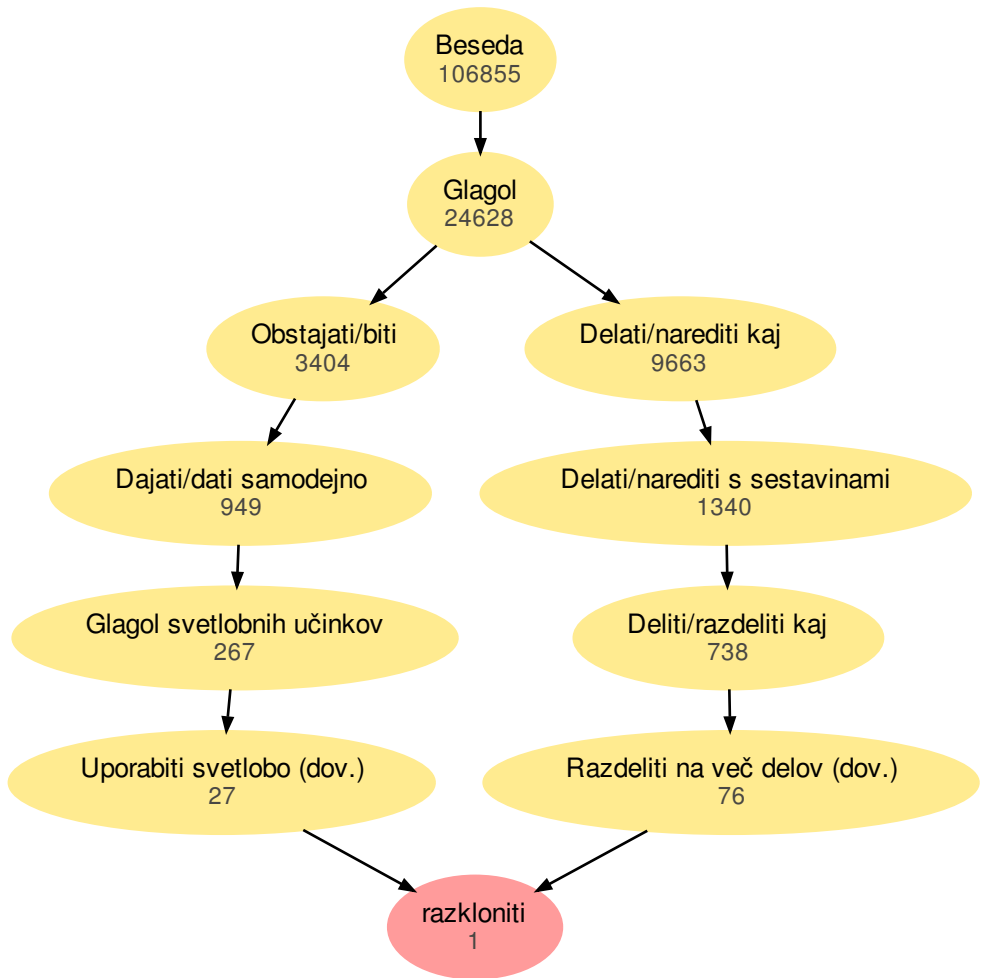 Beseda
106855
Glagol
24628
Obstajati/biti
3404
Delati/narediti kaj
9663
Dajati/dati samodejno
949
Delati/narediti s sestavinami
1340
Glagol svetlobnih učinkov
267
Deliti/razdeliti kaj
738
Uporabiti svetlobo (dov.)
27
Razdeliti na več delov (dov.)
76
razkloniti
1